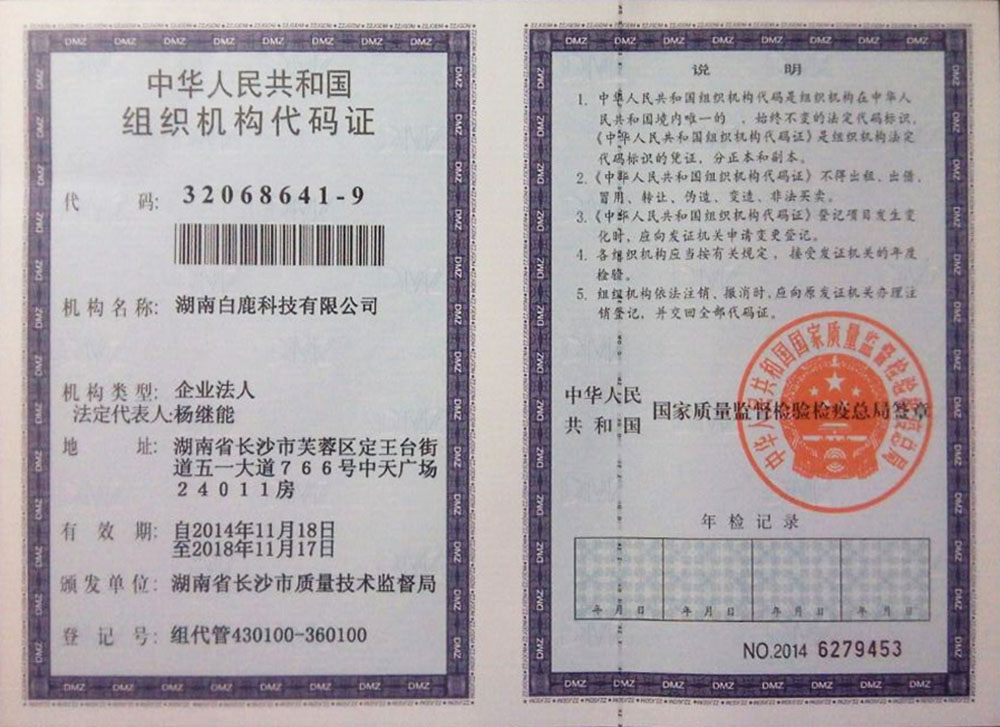 中华人民共和国
组织机构代码证
代 码: 32068641-9
机构名称: 湖南白鹿科技有限公司
机构类型: 企业法人
法定代表人杨继能
地 址: 湖南省长沙市芙蓉区定王台街
道五一大道766号中天广场
24011房
有 效 期: 自2014年11月18日
至2018年11月17日
颁发单位: 湖南省长沙市质量技术监督局
登 记 号: 组代管430100-360100
说 明
1. 中华人民共和国组织机构代码是组织机构在中华人
民共和国境内唯一的 、始终不变的法定代码标识,
《中华人民共和国组织机构代码证》是组织机构法定
代码标识的凭证，分正本和副本。
2.《中华人民共和国组织机构代码证》不得出租、出借、
冒用、转让、伪造、变造、非法买卖。
3.《中华人民共和国组织机构代码证》登记项目发生变
化时，应向发证机关申请变更登记。
4. 各组织机构应当按有关规定，接受发证机关的年度
检验。
5. 组织机构依法注销、撤消时，应向原发证机关办理注
销登记，并交回全部代码证。
中华人民
共和国
国家质量监督检验检疫总局签章
中华人民共和国国家质量监督检验检疫总局
年检记录
年 月 日 年 月 日 年 月 日 年 月 日
NO.2014 6279453